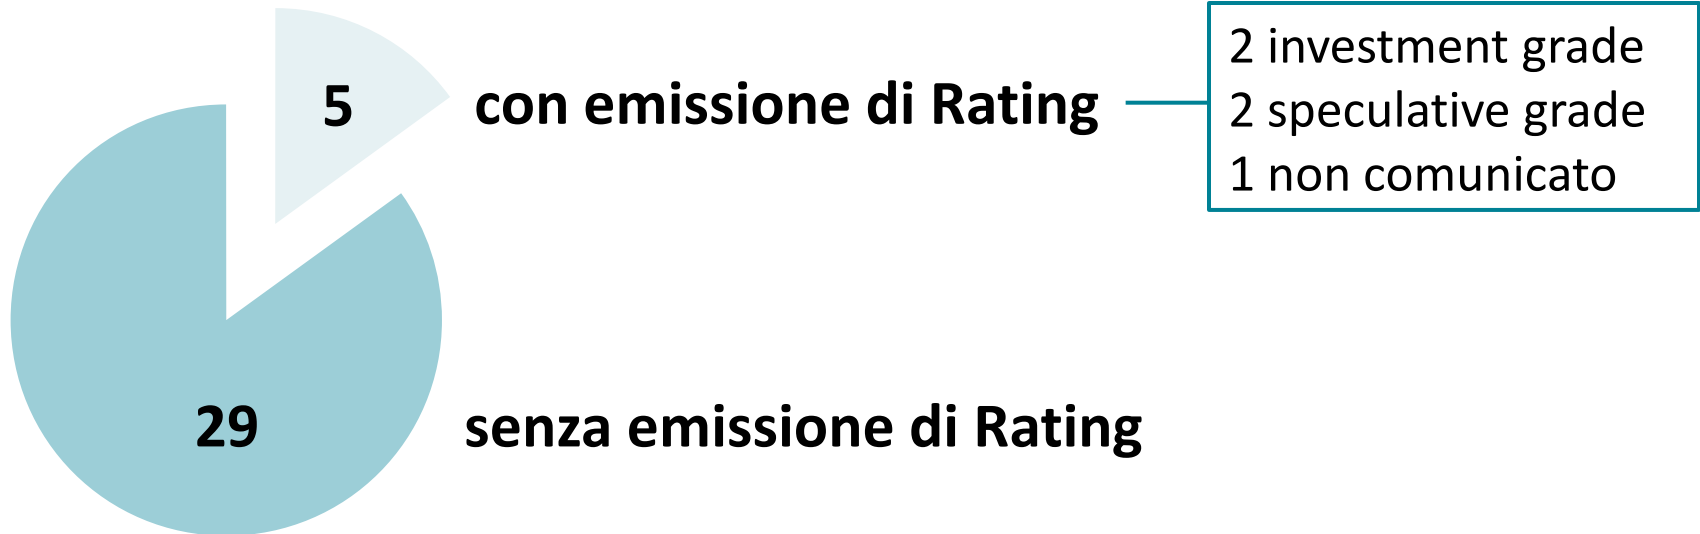 5
con emissione di Rating
2 investment grade
2 speculative grade
1 non comunicato
29
senza emissione di Rating